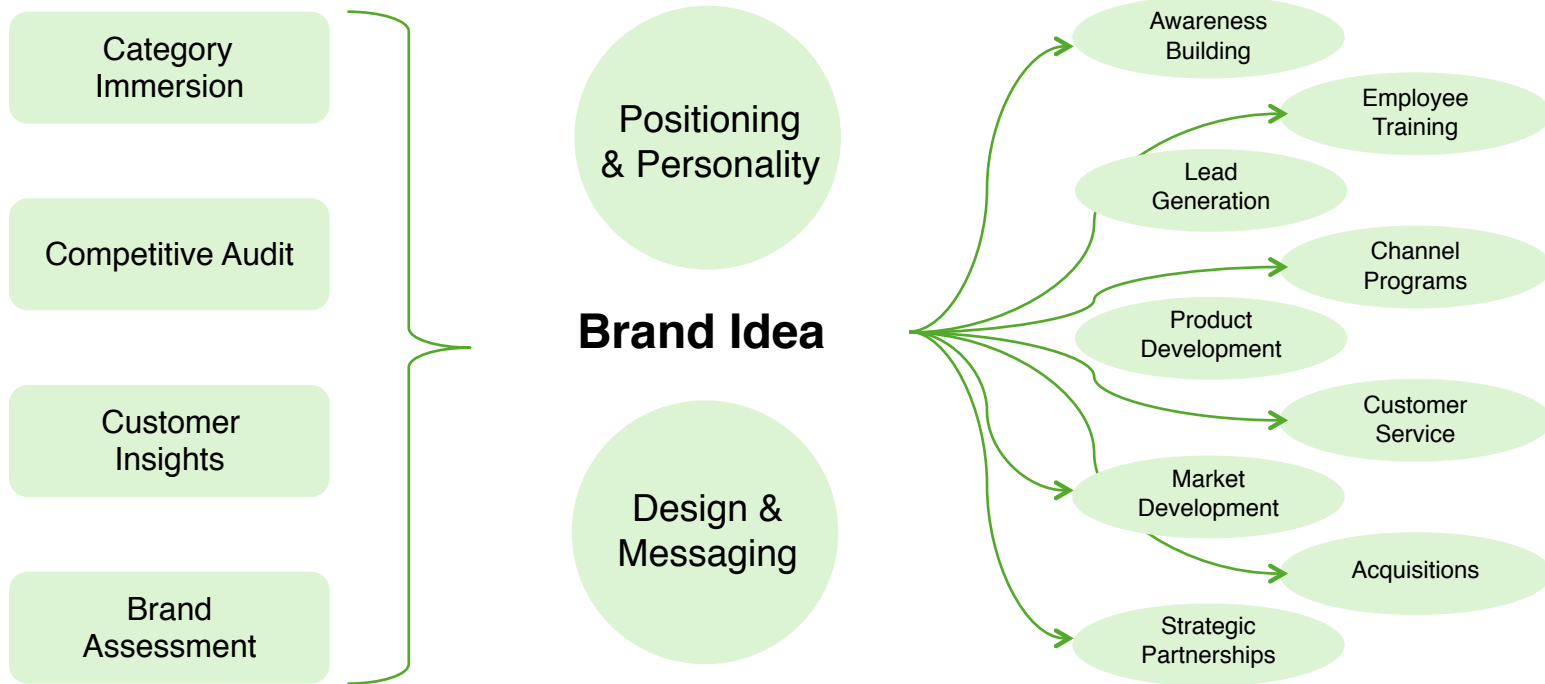 Category
Immersion
Competitive Audit
Customer
Insights
Brand
Assessment
Positioning
& Personality
Brand Idea
Design &
Messaging
Awareness
Building
Employee
Training
Lead
Generation
Channel
Programs
Product
Development
Customer
Service
Market
Development
Acquisitions
Strategic
Partnerships